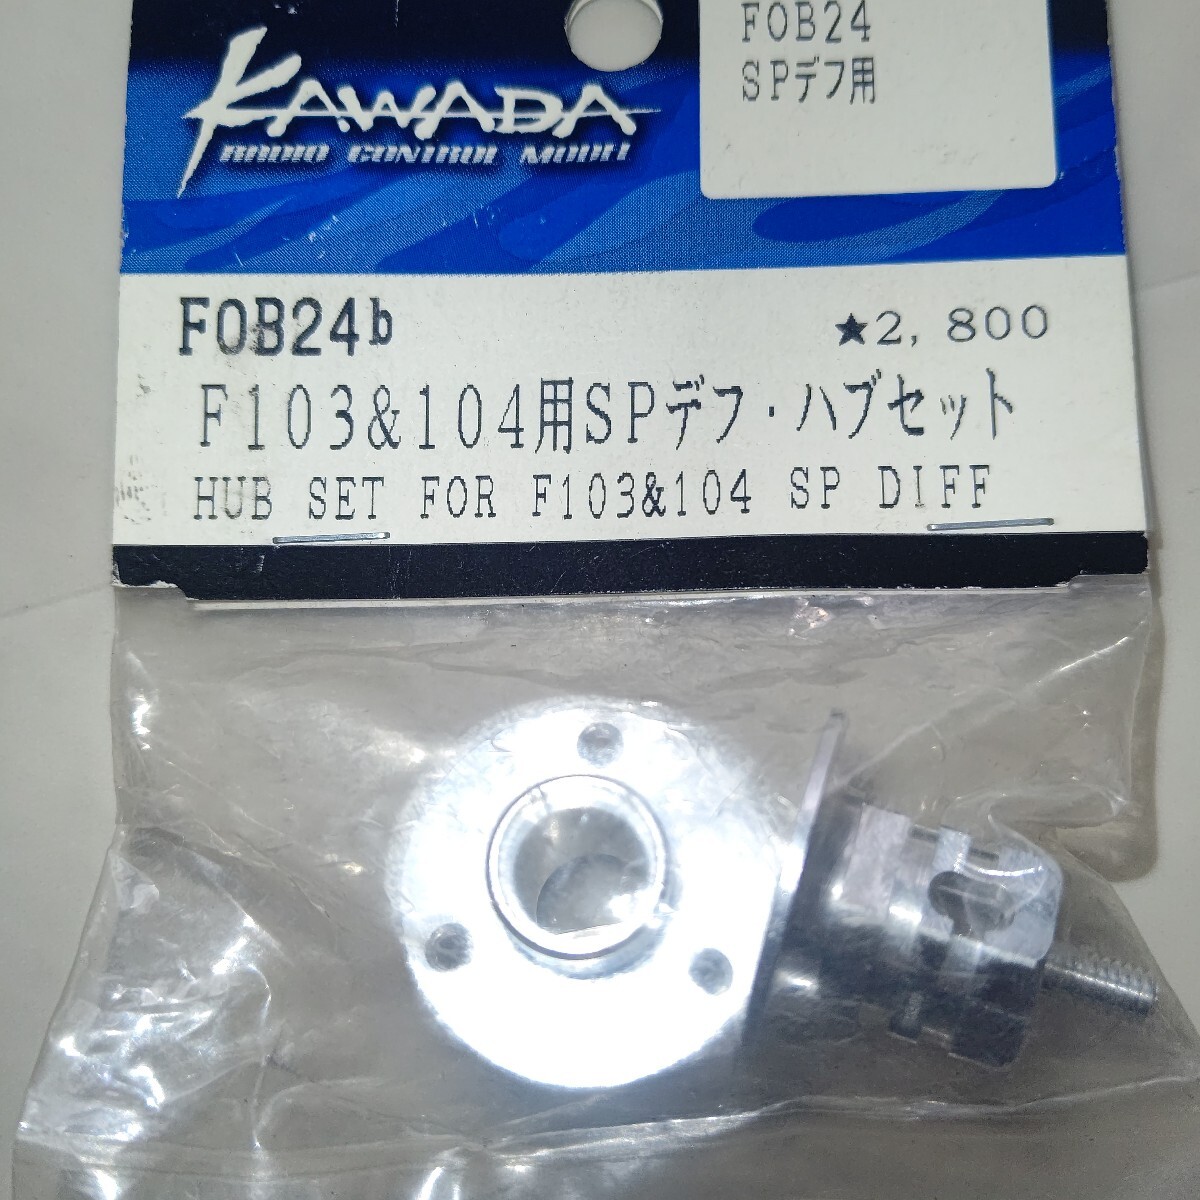 KAWADA
RADIO CONTROL MODEL
FOB24
SPデフ用
FOB24b
★2,800
F103&104用SPデフ・ハブセット
HUB SET FOR F103&104 SP DIFF